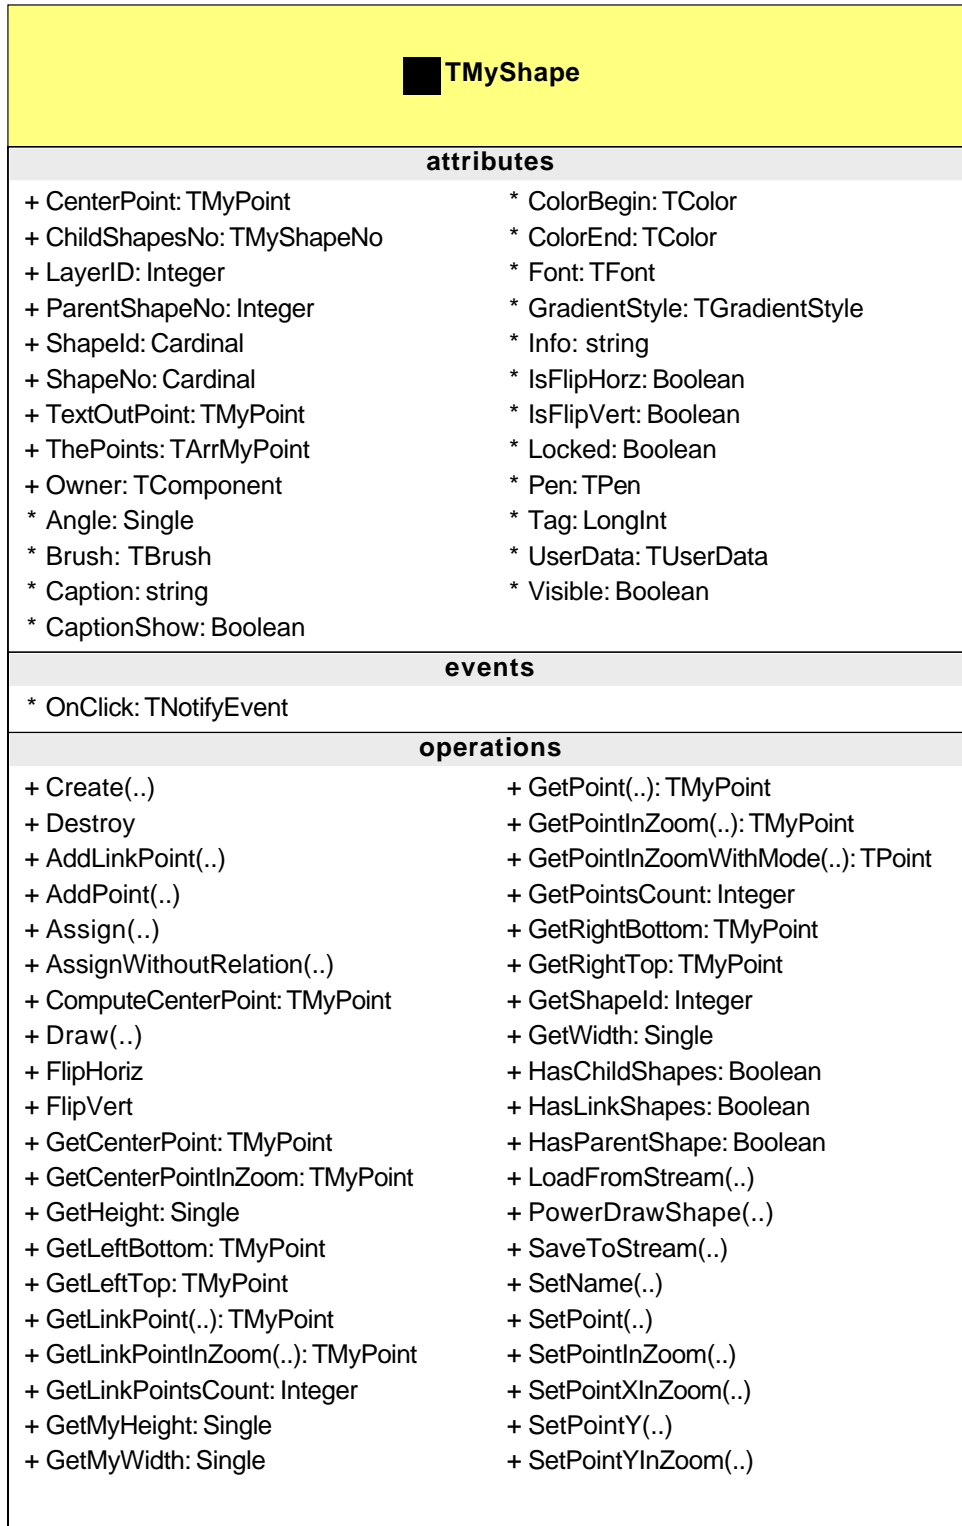 TMyShape
attributes
+ CenterPoint: TMyPoint
+ ChildShapesNo: TMyShapeNo
+ LayerID: Integer
+ ParentShapeNo: Integer
+ ShapeId: Cardinal
+ ShapeNo: Cardinal
+ TextOutPoint: TMyPoint
+ ThePoints: TArrMyPoint
+ Owner: TComponent
* Angle: Single
* Brush: TBrush
* Caption: string
* CaptionShow: Boolean
* ColorBegin: TColor
* ColorEnd: TColor
* Font: TFont
* GradientStyle: TGradientStyle
* Info: string
* IsFlipHorz: Boolean
* IsFlipVert: Boolean
* Locked: Boolean
* Pen: TPen
* Tag: LongInt
* UserData: TUserData
* Visible: Boolean
events
* OnClick: TNotifyEvent
operations
+ Create(..)
+ Destroy
+ AddLinkPoint(..)
+ AddPoint(..)
+ Assign(..)
+ AssignWithoutRelation(..)
+ ComputeCenterPoint: TMyPoint
+ Draw(..)
+ FlipHoriz
+ FlipVert
+ GetCenterPoint: TMyPoint
+ GetCenterPointInZoom: TMyPoint
+ GetHeight: Single
+ GetLeftBottom: TMyPoint
+ GetLeftTop: TMyPoint
+ GetLinkPoint(..): TMyPoint
+ GetLinkPointInZoom(..): TMyPoint
+ GetLinkPointsCount: Integer
+ GetMyHeight: Single
+ GetMyWidth: Single
+ GetPoint(..): TMyPoint
+ GetPointInZoom(..): TMyPoint
+ GetPointInZoomWithMode(..): TPoint
+ GetPointsCount: Integer
+ GetRightBottom: TMyPoint
+ GetRightTop: TMyPoint
+ GetShapeId: Integer
+ GetWidth: Single
+ HasChildShapes: Boolean
+ HasLinkShapes: Boolean
+ HasParentShape: Boolean
+ LoadFromStream(..)
+ PowerDrawShape(..)
+ SaveToStream(..)
+ SetName(..)
+ SetPoint(..)
+ SetPointInZoom(..)
+ SetPointXInZoom(..)
+ SetPointY(..)
+ SetPointYInZoom(..)